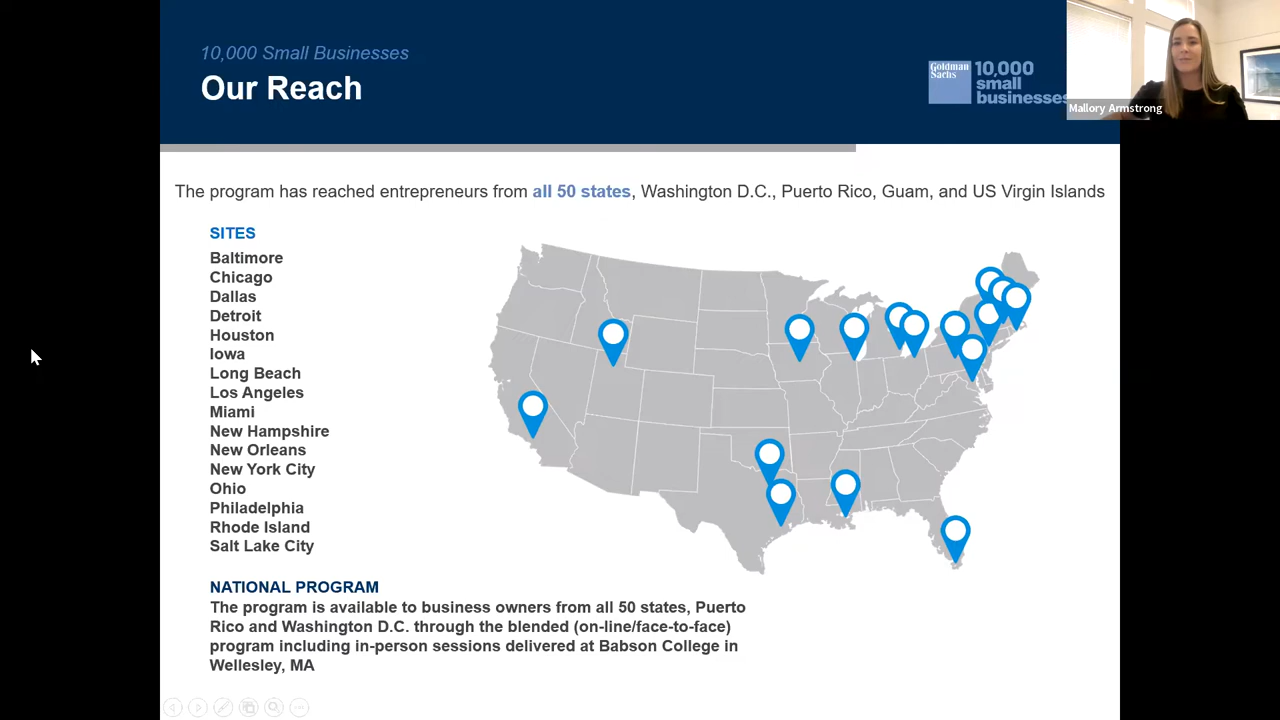 10,000 Small Businesses
Our Reach
Goldman
Sachs
10,000
small
businesses
Mallory Armstrong
The program has reached entrepreneurs from all 50 states, Washington D.C., Puerto Rico, Guam, and US Virgin Islands
SITES
Baltimore
Chicago
Dallas
Detroit
Houston
Iowa
Long Beach
Los Angeles
Miami
New Hampshire
New Orleans
New York City
Ohio
Philadelphia
Rhode Island
Salt Lake City
NATIONAL PROGRAM
The program is available to business owners from all 50 states, Puerto
Rico and Washington D.C. through the blended (on-line/face-to-face)
program including in-person sessions delivered at Babson College in
Wellesley, MA